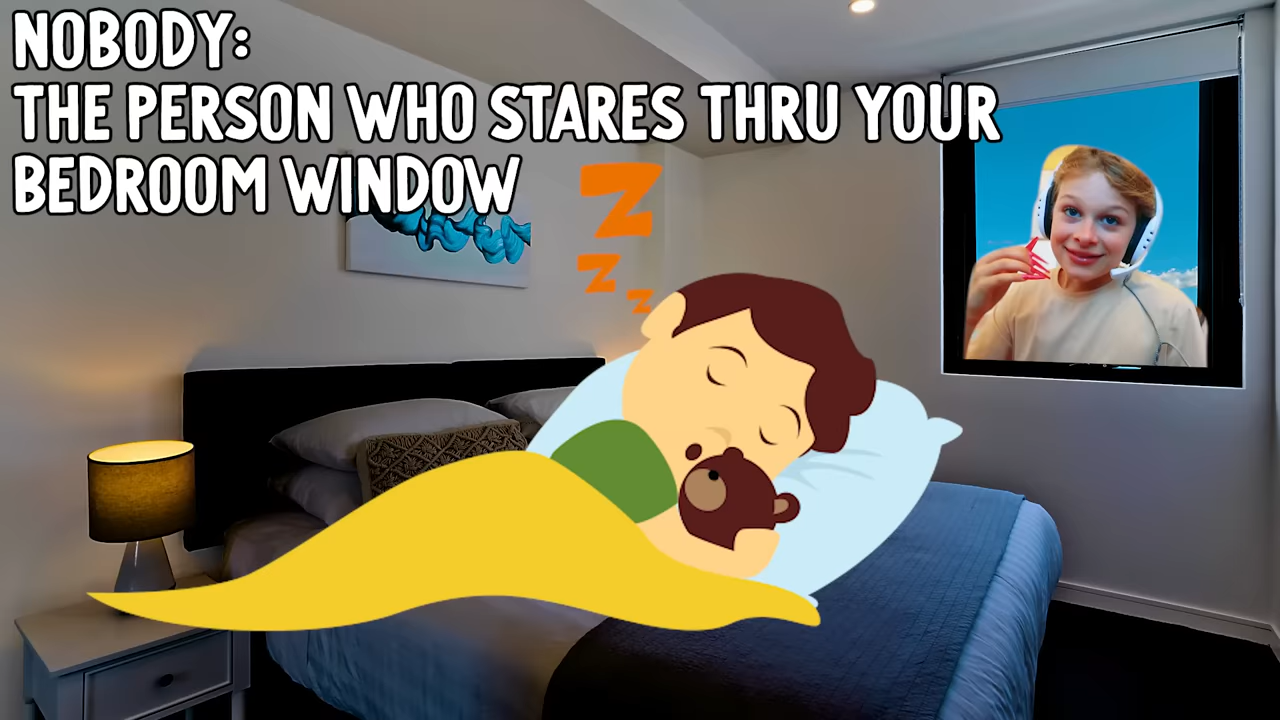 NOBODY:
THE PERSON WHO STARES THRU YOUR
BEDROOM WINDOW
Z
Z
Z